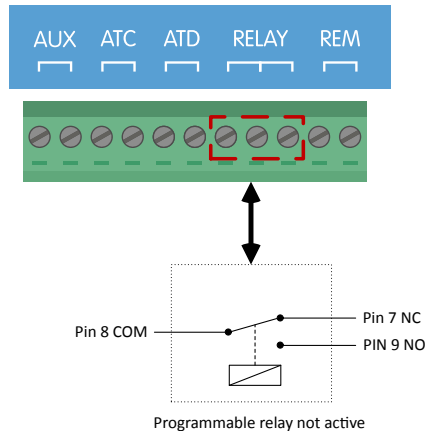 AUX ATC ATD RELAY REM
Pin 7 NC
Pin 8 COM
PIN 9 NO
Programmable relay not active